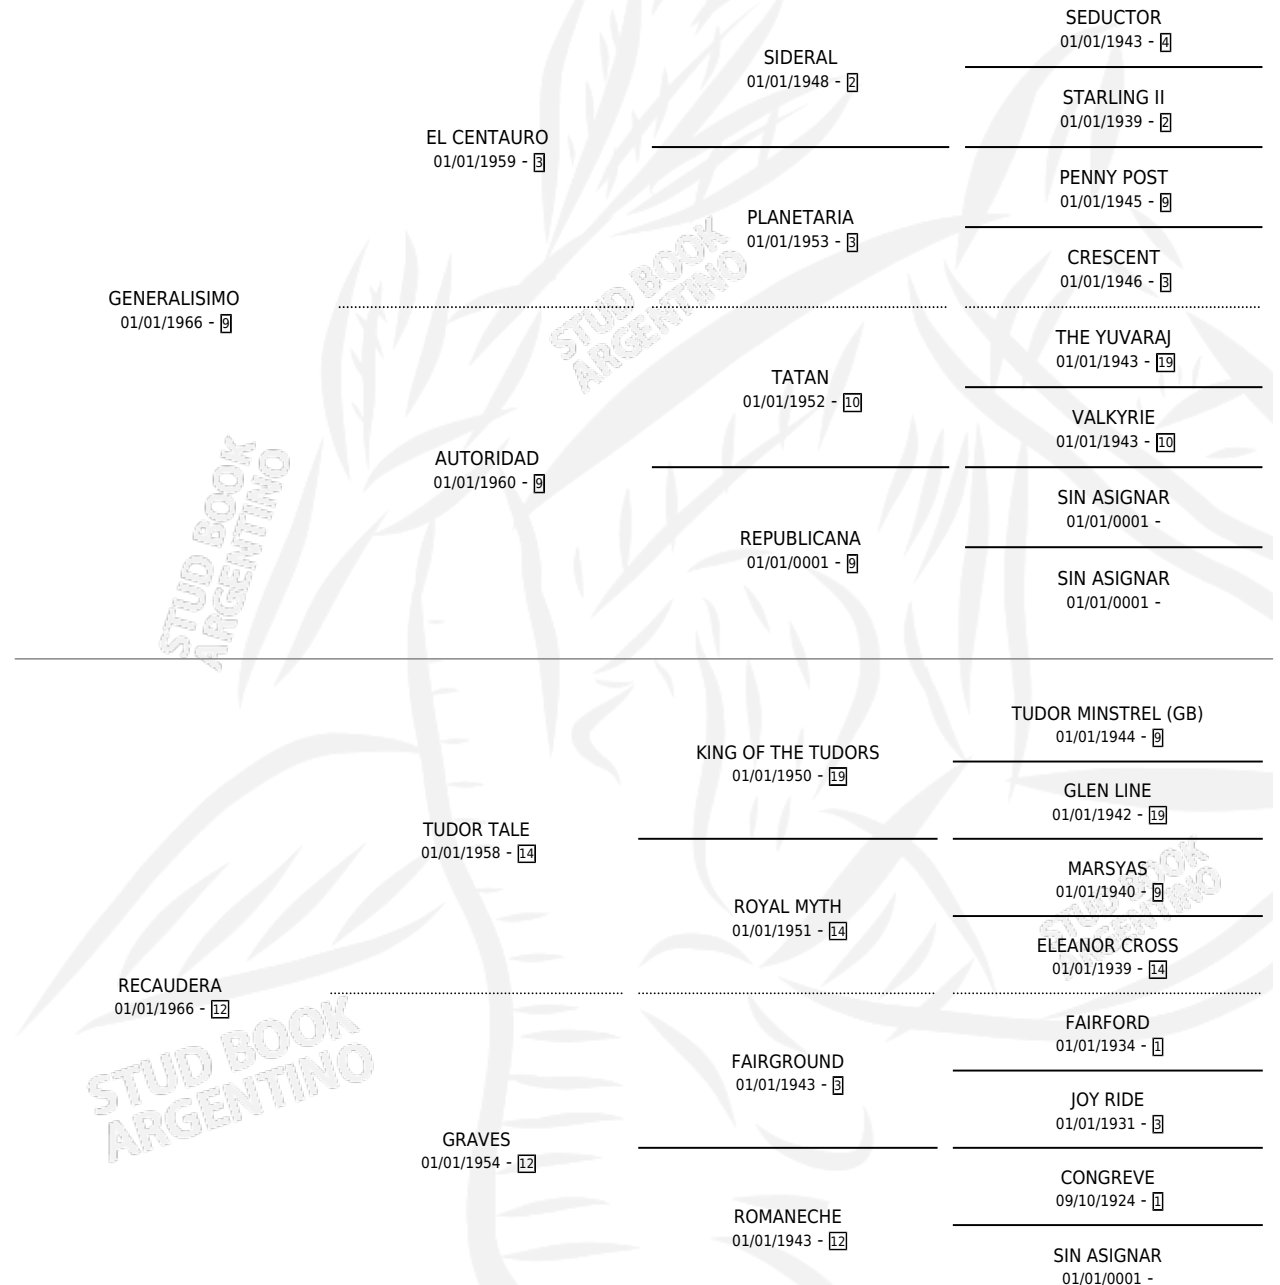 SEDUCTOR
01/01/1943 - 4
SIDERAL
01/01/1948 - 2
STARLING II
01/01/1939 - 2
EL CENTAURO
01/01/1959 - 3
PENNY POST
01/01/1945 - 9
PLANETARIA
01/01/1953 - 3
CRESCENT
01/01/1946 - 3
GENERALISIMO
01/01/1966 - 9
THE YUVARAJ
01/01/1943 - 19
TATAN
01/01/1952 - 10
VALKYRIE
01/01/1943 - 10
AUTORIDAD
01/01/1960 - 9
SIN ASIGNAR
01/01/0001 -
REPUBLICANA
01/01/0001 - 9
SIN ASIGNAR
01/01/0001 -
TUDOR MINSTREL (GB)
01/01/1944 - 9
KING OF THE TUDORS
01/01/1950 - 19
GLEN LINE
01/01/1942 - 19
TUDOR TALE
01/01/1958 - 14
MARSYAS
01/01/1940 - 9
ROYAL MYTH
01/01/1951 - 14
ELEANOR CROSS
01/01/1939 - 14
RECAUDERA
01/01/1966 - 12
FAIRFORD
01/01/1934 - 1
FAIRGROUND
01/01/1943 - 3
JOY RIDE
01/01/1931 - 3
GRAVES
01/01/1954 - 12
CONGREVE
09/10/1924 - 1
ROMANECHE
01/01/1943 - 12
SIN ASIGNAR
01/01/0001 -
STUD BOOK
ARGENTINO
STUD BOOK
ARGENTINO
STUD BOOK
ARGENTINO
STUD BOOK
ARGENTINO